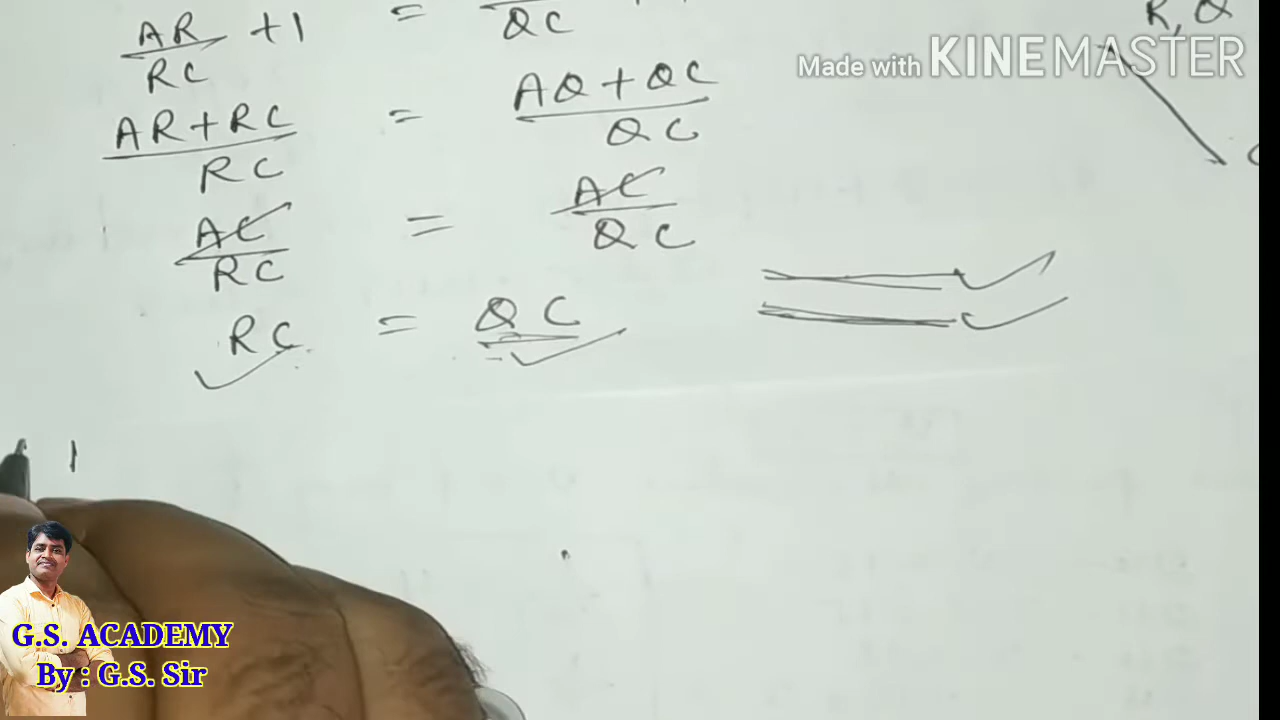 AR/RC +1 = /QC
R, Q
Made with KINEMASTER
AR+RC/RC = AQ+QC/QC
AC/RC = AC/QC
RC = QC
G.S. ACADEMY
By : G.S. Sir